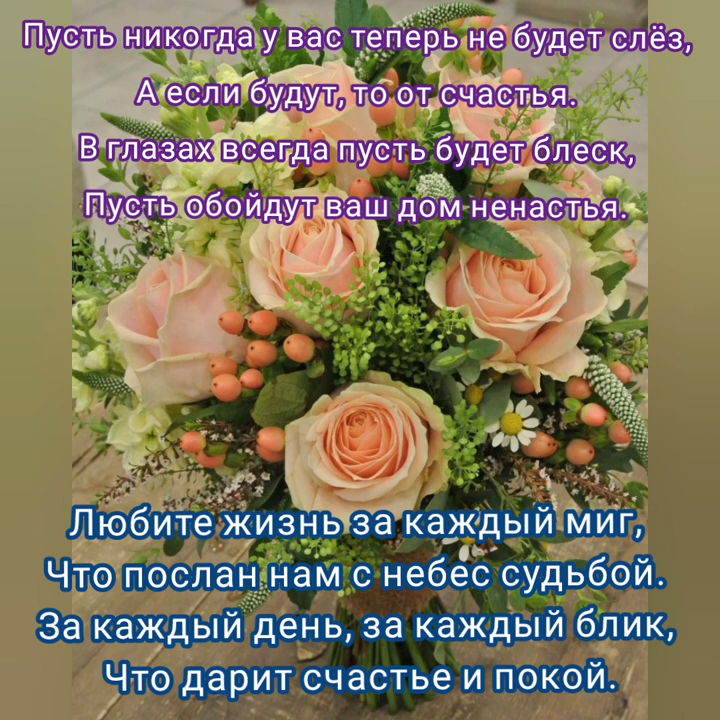 Пусть никогда у вас теперь не будет слёз,
А если будут, то от счастья.
В глазах всегда пусть будет блеск,
Пусть обойдут ваш дом ненастья.
Любите жизнь за каждый миг,
Что послан нам с небес судьбой.
За каждый день, за каждый блик,
Что дарит счастье и покой.